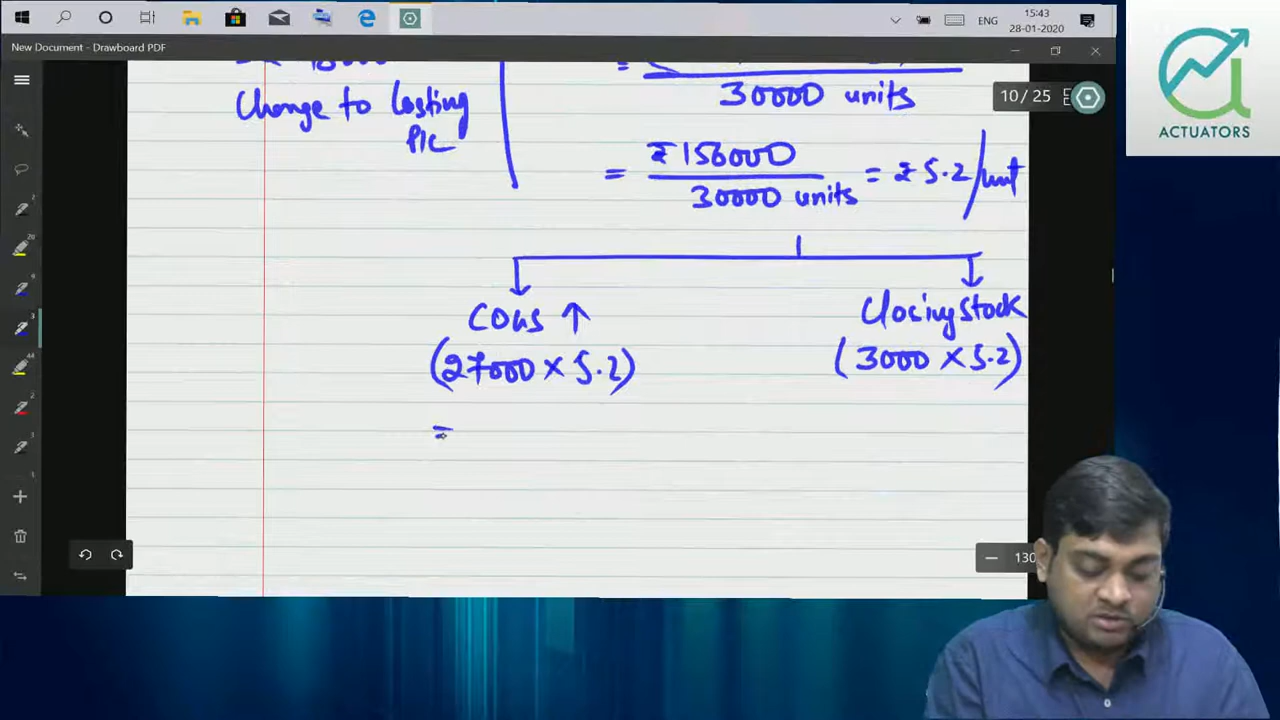 15:43
ENG
28-01-2020
New Document - Drawboard PDF
10 / 25
ACTUATORS
30000 units
Change to Costing
P/L
= ₹156000 / 30000 units = ₹5.2/unit
COGS ↑
(27000 × 5.2)
=
Closing stock
(3000 × 5.2)
130